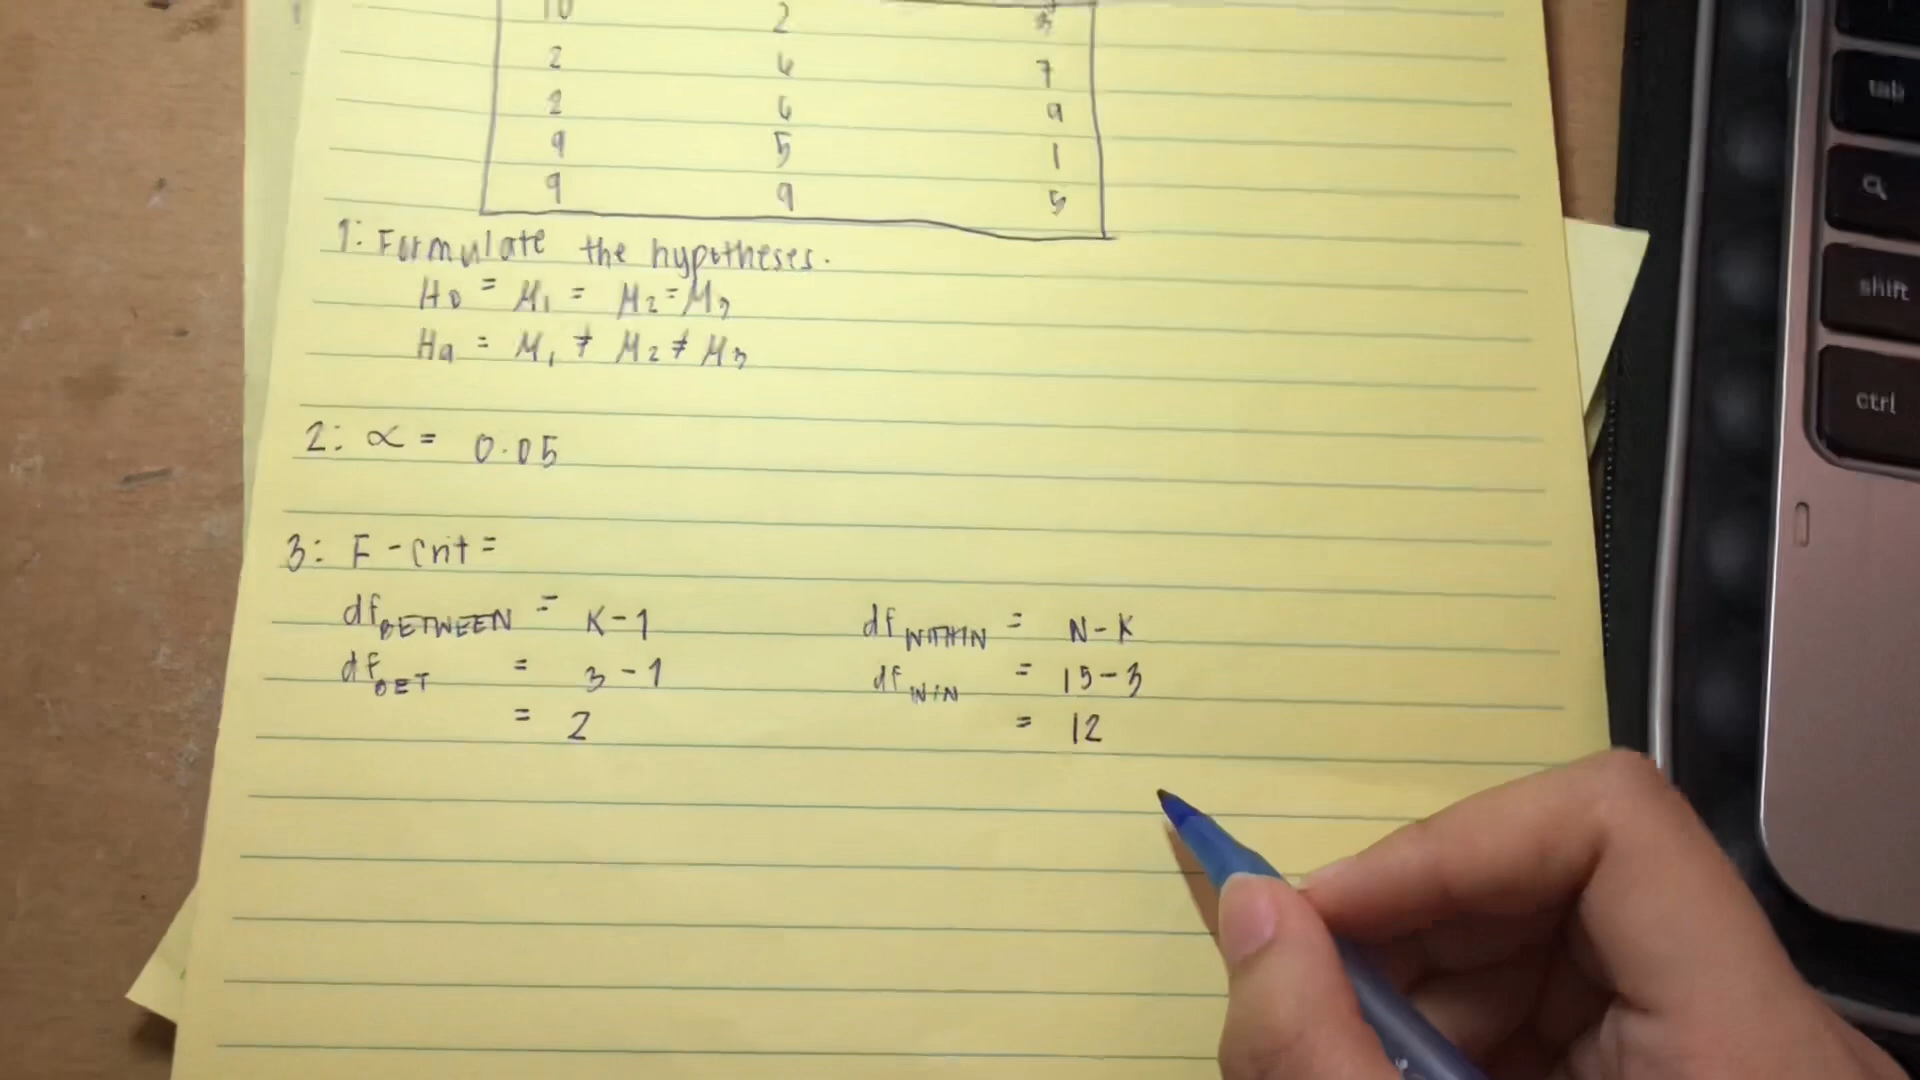 10 2
2 6 7
2 6 9
9 5 1
9 9 5
1: Formulate the hypotheses.
H0 = M1 = M2 = M3
Ha = M1 ≠ M2 ≠ M3
2: ∝ = 0.05
3: F-crit =
dfBETWEEN = K-1 dfWITHIN = N-K
dfBET = 3-1 dfWIN = 15-3
= 2 = 12
tab
shift
ctrl